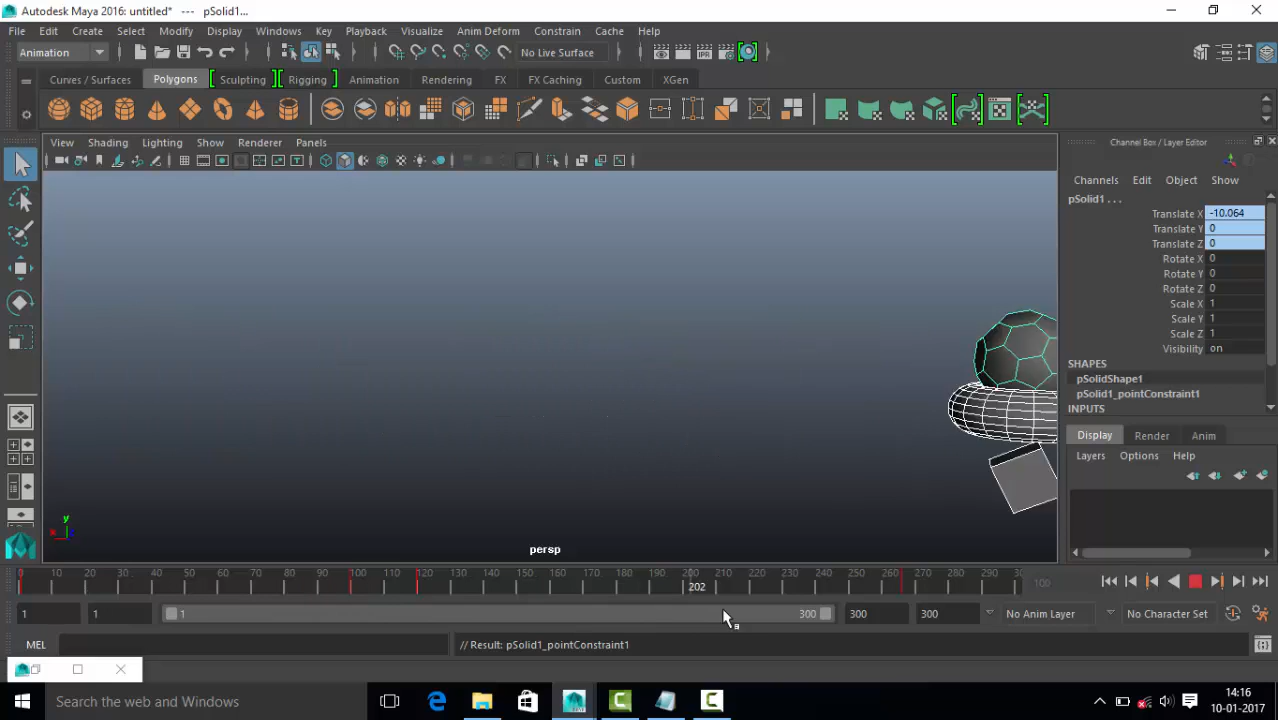 Autodesk Maya 2016: untitled* --- pSolid1...
File Edit Create Select Modify Display Windows Key Playback Visualize Anim Deform Constrain Cache Help
Animation No Live Surface
Curves / Surfaces Polygons Sculpting Rigging Animation Rendering FX FX Caching Custom XGen
View Shading Lighting Show Renderer Panels
Channel Box / Layer Editor
Channels Edit Object Show
pSolid1 . . .
Translate X -10.064
Translate Y 0
Translate Z 0
Rotate X 0
Rotate Y 0
Rotate Z 0
Scale X 1
Scale Y 1
Scale Z 1
Visibility on
SHAPES
pSolidShape1
pSolid1_pointConstraint1
INPUTS
Display Render Anim
Layers Options Help
y
x
persp
0 10 20 30 40 50 60 70 80 90 100 110 120 130 140 150 160 170 180 190 200 210 220 230 240 250 260 270 280 290 100
202
1 1 1 300 300 300 No Anim Layer No Character Set
MEL // Result: pSolid1_pointConstraint1
IPR
Search the web and Windows
14:16
10-01-2017